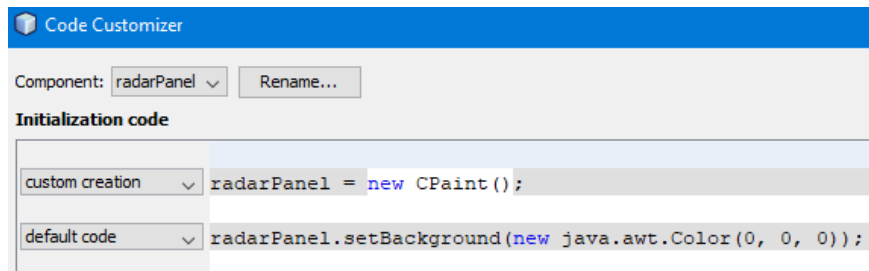 Code Customizer
Component: radarPanel Rename...
Initialization code
custom creation radarPanel = new CPaint();
default code radarPanel.setBackground(new java.awt.Color(0, 0, 0));